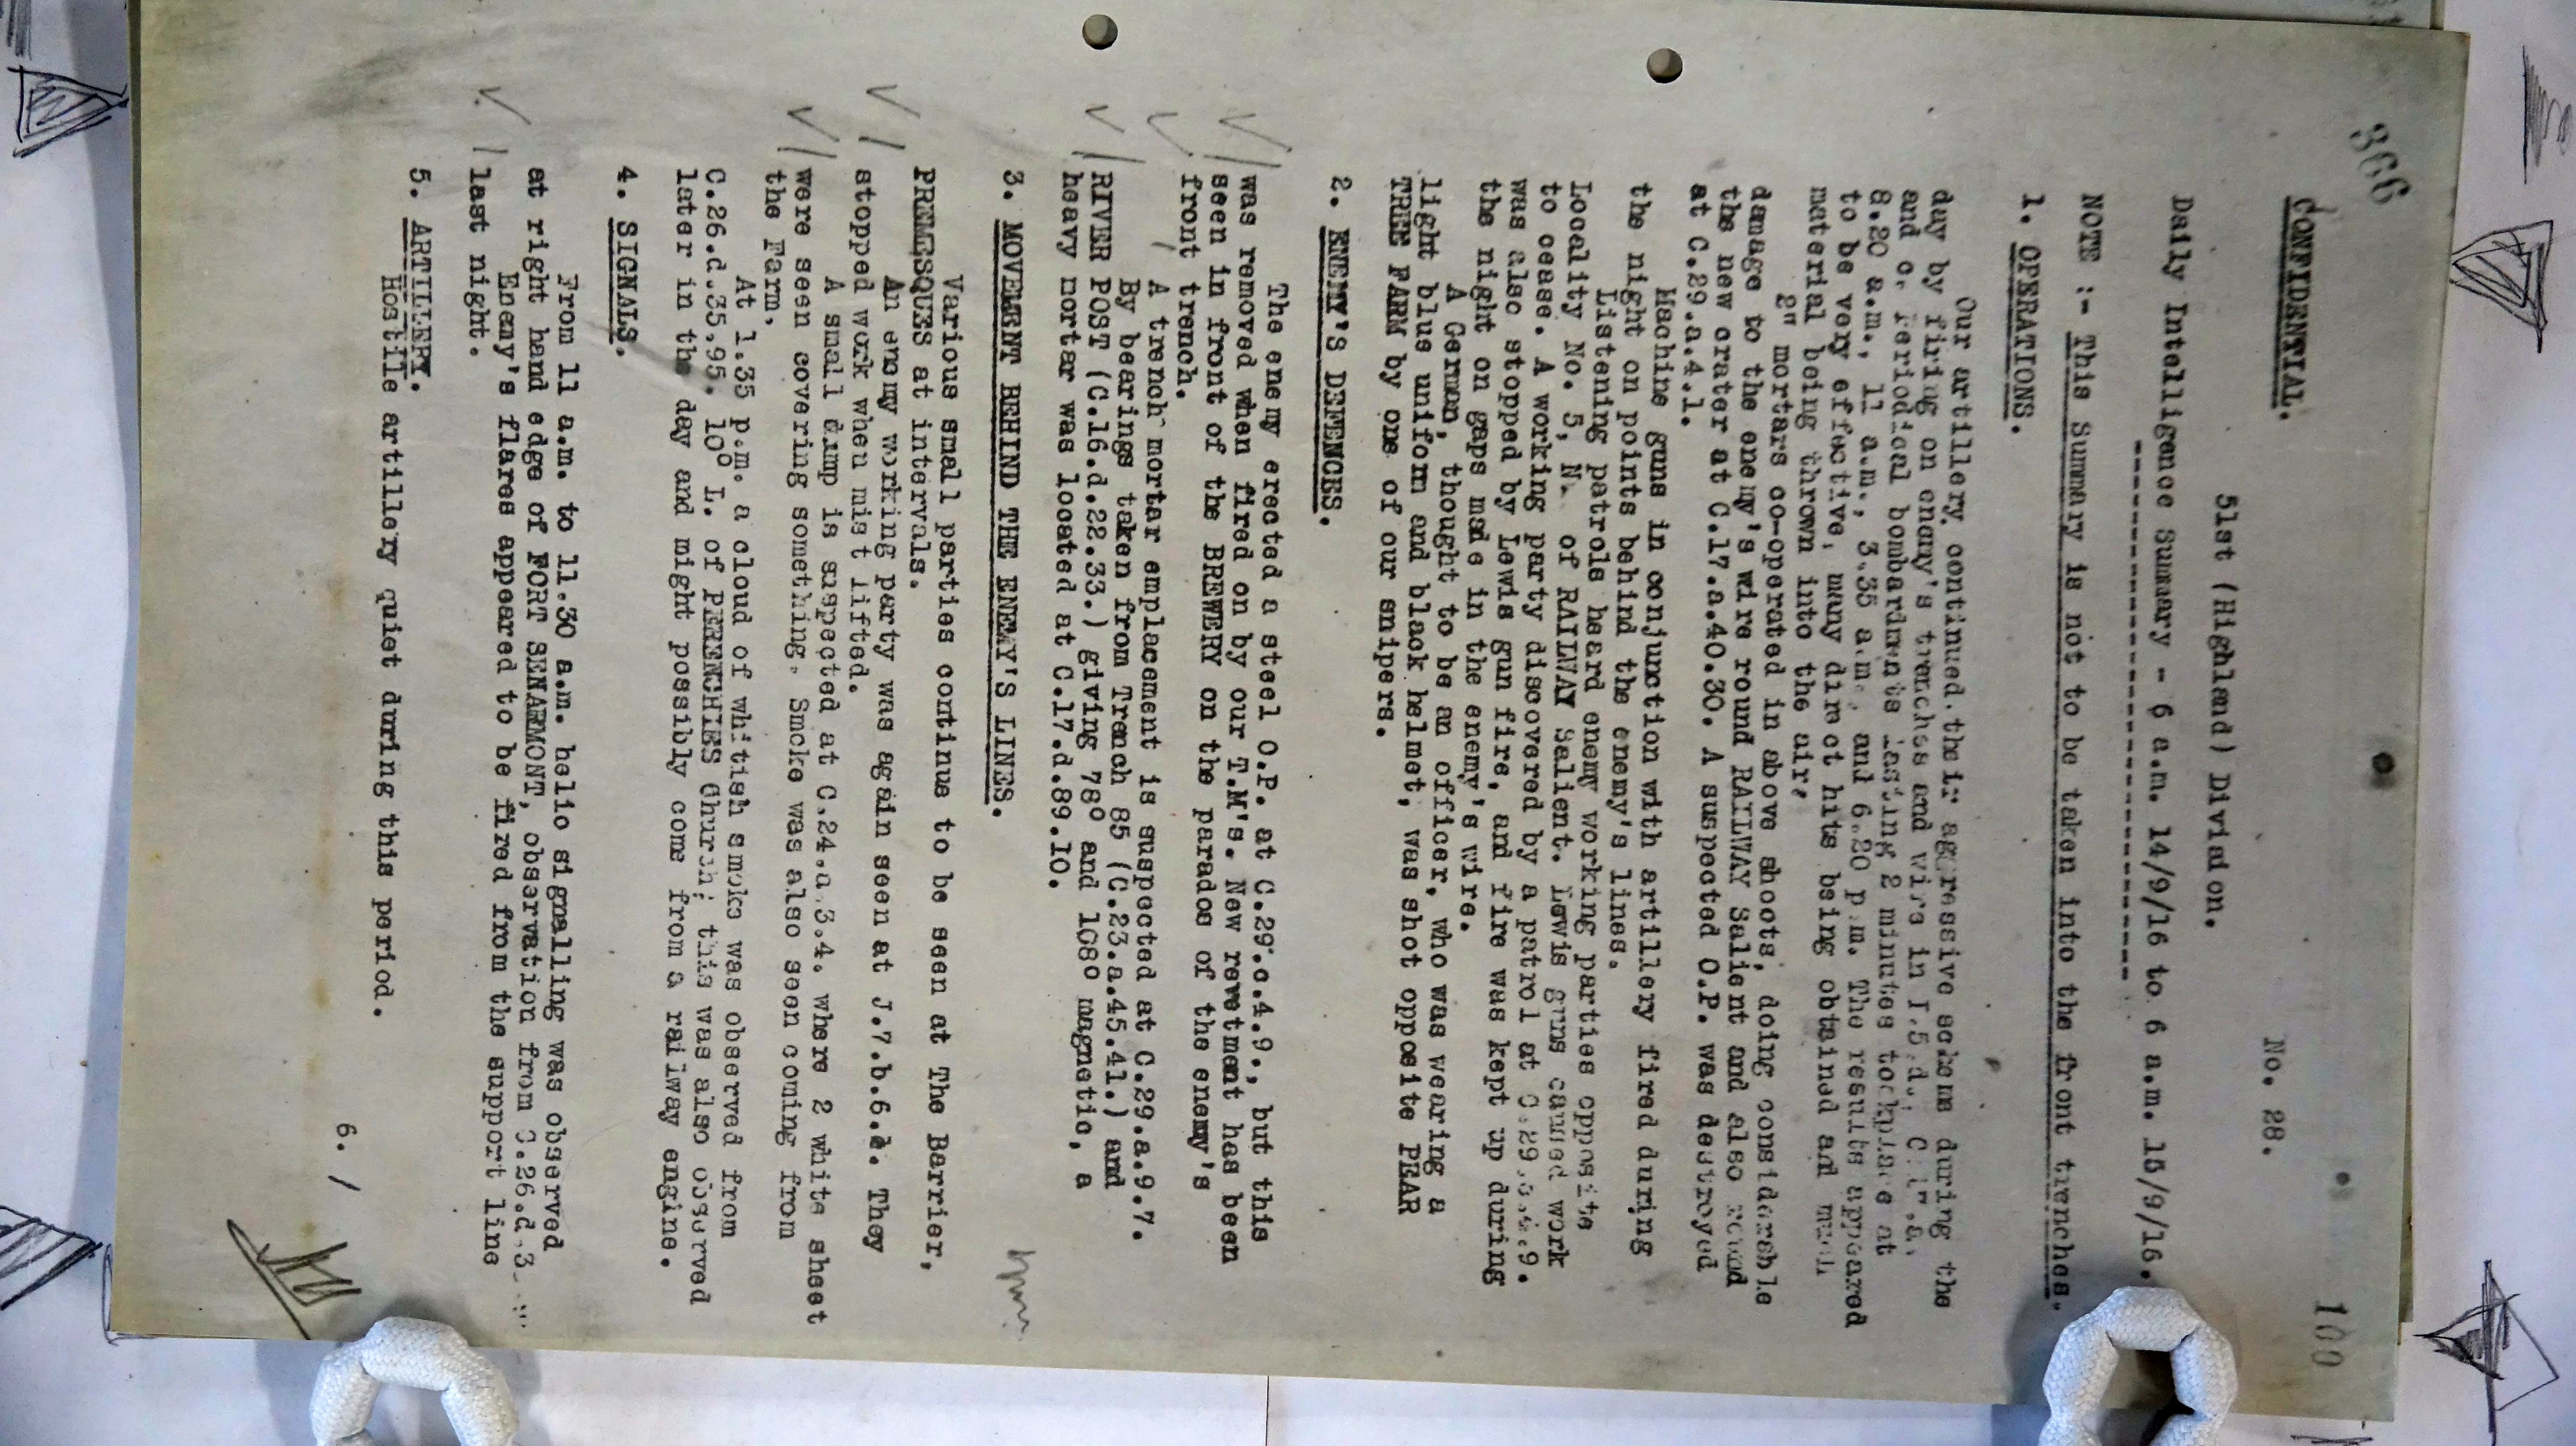 366
100
CONFIDENTIAL.
No. 28.
51st (Highland) Division.
Daily Intelligence Summary - 6 a.m. 14/9/16 to 6 a.m. 15/9/16.
NOTE :- This Summary is not to be taken into the front trenches.
1. OPERATIONS.
Our artillery continued their aggressive scheme during the
day by firing on enemy's trenches and wire in I.5.d.
and periodical bombardments lasting 2 minutes took place at
8.20 a.m., 11 a.m., 3.35 a.m. and 6.20 p.m. The results appeared
to be very effective, many direct hits being obtained and much
material being thrown into the air.
2" mortars co-operated in above shoots, doing considerable
damage to the enemy's wire round RAILWAY Salient and also round
the new crater at C.17.a.40.30. A suspected O.P. was destroyed
at C.29.a.4.1.
Machine guns in conjunction with artillery fired during
the night on points behind the enemy's lines.
Listening patrols heard enemy working parties opposite
Locality No. 5, N. of RAILWAY Salient. Lewis guns caused work
to cease. A working party discovered by a patrol at
was also stopped by Lewis gun fire, and fire was kept up during
the night on gaps made in the enemy's wire.
A German, thought to be an officer, who was wearing a
light blue uniform and black helmet, was shot opposite PEAR
TREE FARM by one of our snipers.
2. ENEMY'S DEFENCES.
The enemy erected a steel O.P. at C.29.c.4.9., but this
was removed when fired on by our T.M's. New revetment has been
seen in front of the BREWERY on the parados of the enemy's
front trench.
A trench mortar emplacement is suspected at C.29.a.9.7.
By bearings taken from Trench 85 (C.23.a.45.41.) and
RIVER POST (C.16.d.22.33.) giving 78° and 108° magnetic, a
heavy mortar was located at C.17.d.89.10.
3. MOVEMENT BEHIND THE ENEMY'S LINES.
Various small parties continue to be seen at The Barrier,
PREMESQUES at intervals.
An enemy working party was again seen at J.7.b.6. They
stopped work when mist lifted.
A small dump is suspected at C.24.a.3.4. where 2 white sheet
were seen covering something. Smoke was also seen coming from
the Farm.
At 1.35 p.m. a cloud of whitish smoke was observed from
C.26.d.35.95. 10° L. of PERENCHIES Church; this was also observed
later in the day and might possibly come from a railway engine.
4. SIGNALS.
From 11 a.m. to 11.30 a.m. helio signalling was observed
at right hand edge of FORT SENARMONT, observation from C.26.d.3
Enemy's flares appeared to be fired from the support line
last night.
5. ARTILLERY.
Hostile artillery quiet during this period.
6. /